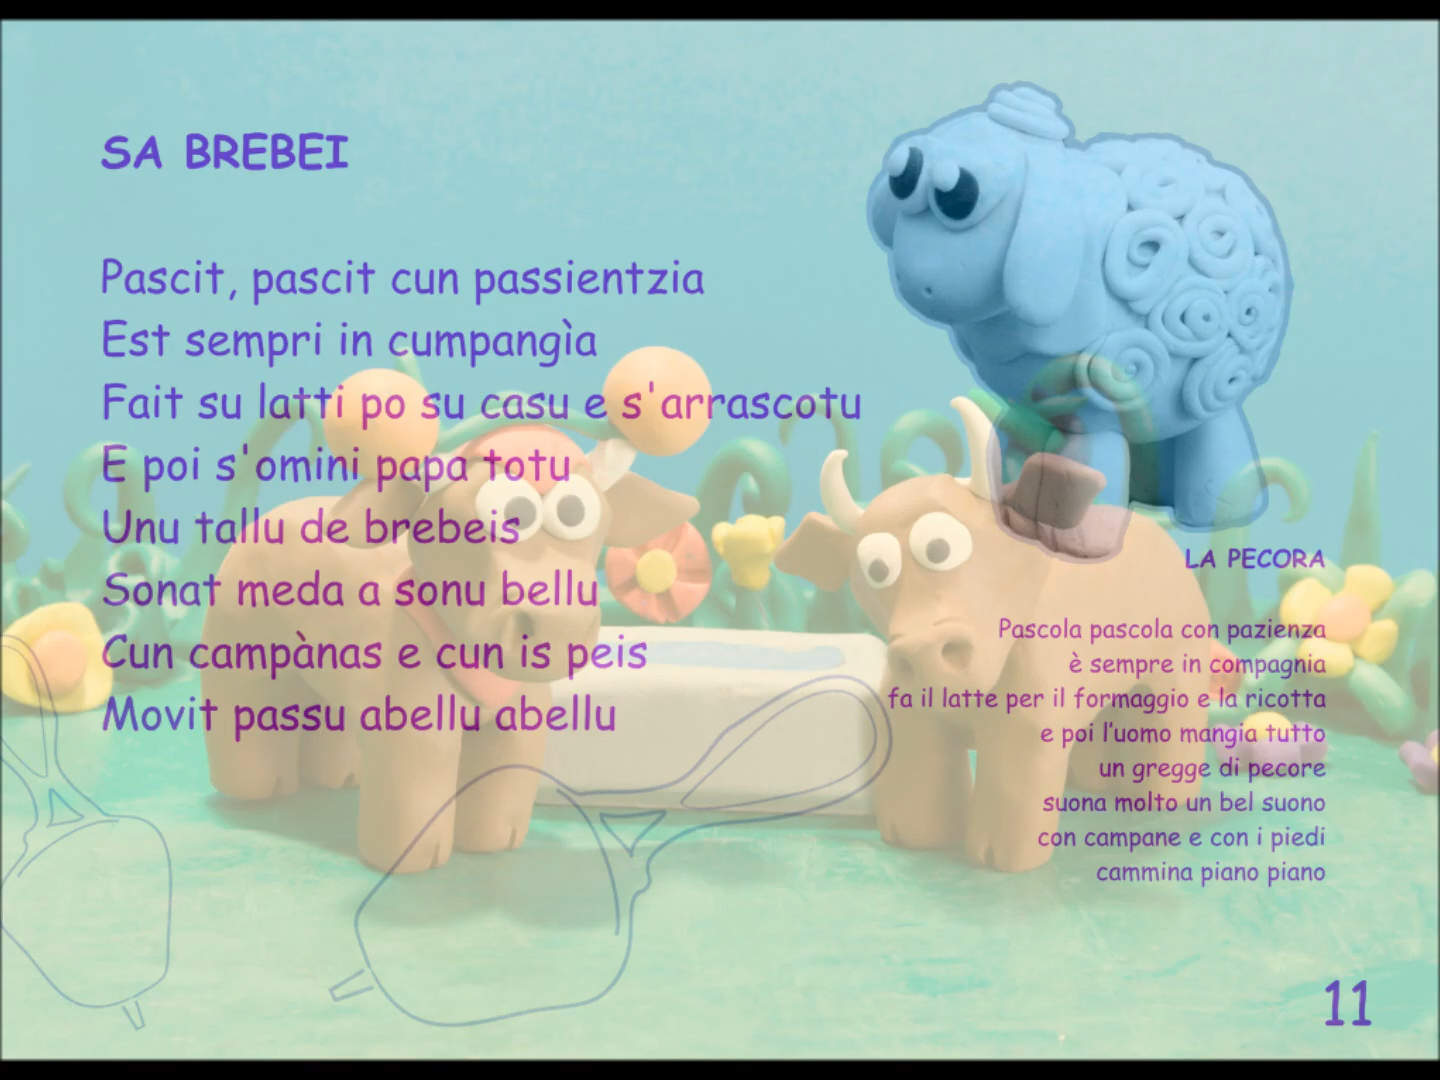 SA BREBEI
Pascit, pascit cun passientzia
Est sempri in cumpangìa
Fait su latti po su casu e s'arrascotu
E poi s'omini papa totu
Unu tallu de brebeis
Sonat meda a sonu bellu
Cun campànas e cun is peis
Movit passu abellu abellu
LA PECORA
Pascola pascola con pazienza
è sempre in compagnia
fa il latte per il formaggio e la ricotta
e poi l’uomo mangia tutto
un gregge di pecore
suona molto un bel suono
con campane e con i piedi
cammina piano piano
11